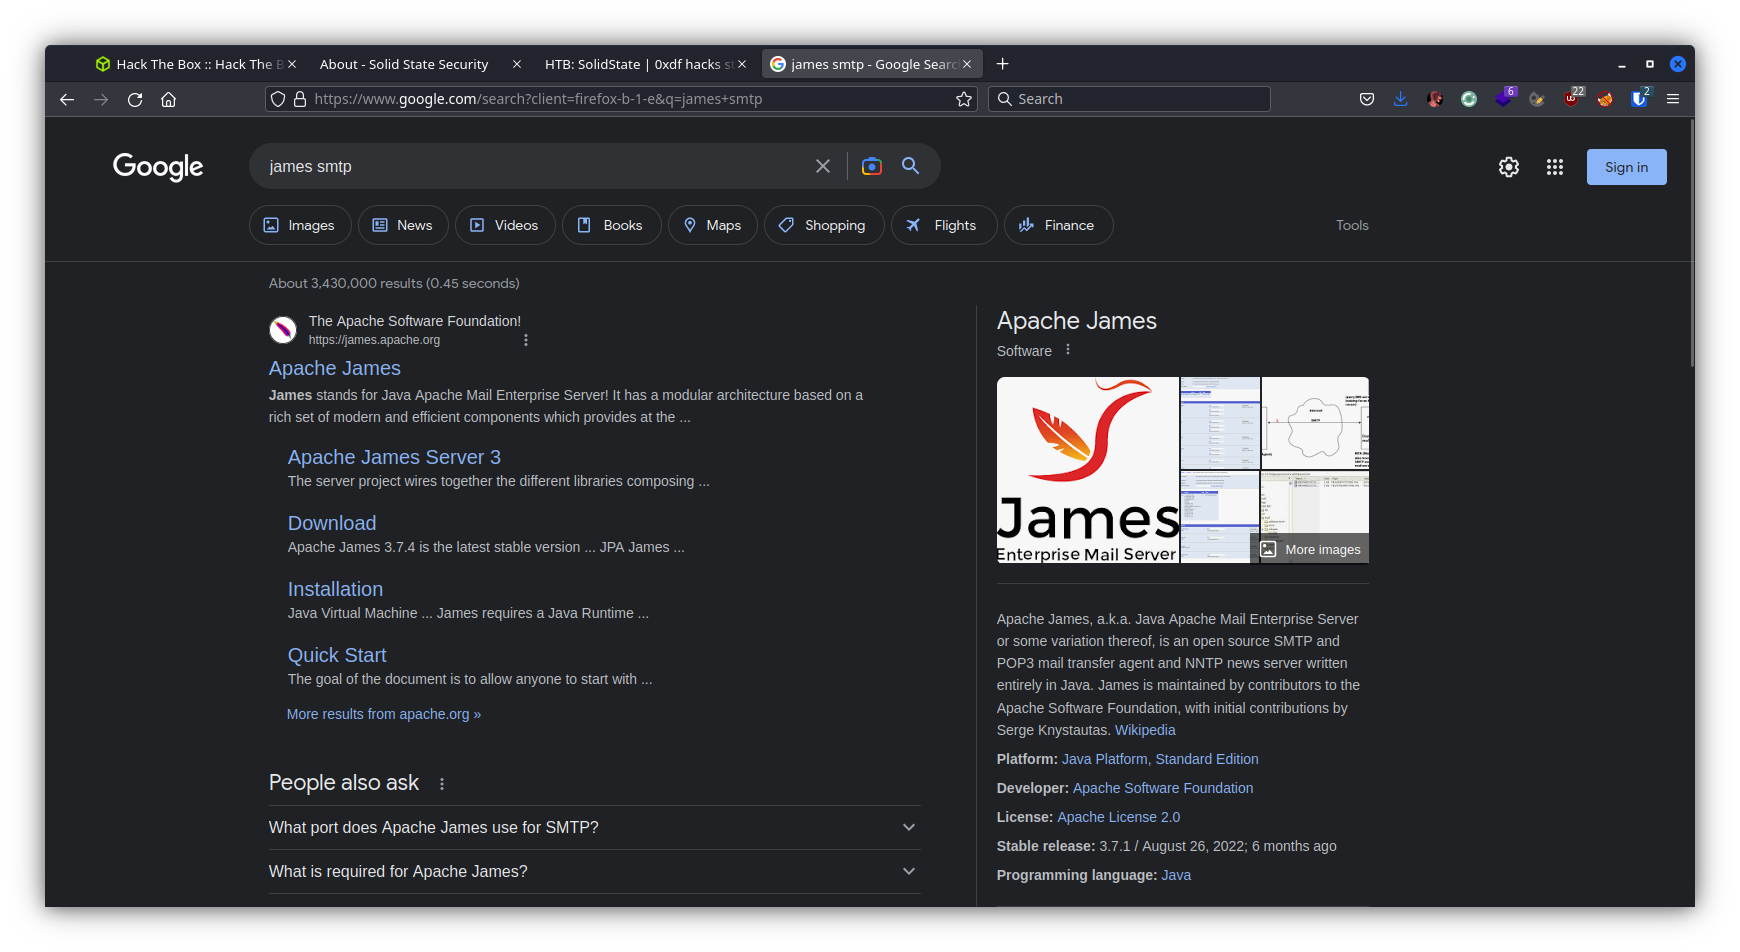 Hack The Box :: Hack The B
About - Solid State Security
HTB: SolidState | 0xdf hacks st
james smtp - Google Searc
https://www.google.com/search?client=firefox-b-1-e&q=james+smtp
Search
6
22
2
Google
james smtp
Sign in
Images
News
Videos
Books
Maps
Shopping
Flights
Finance
Tools
About 3,430,000 results (0.45 seconds)
The Apache Software Foundation!
https://james.apache.org
Apache James
James stands for Java Apache Mail Enterprise Server! It has a modular architecture based on a
rich set of modern and efficient components which provides at the ...
Apache James Server 3
The server project wires together the different libraries composing ...
Download
Apache James 3.7.4 is the latest stable version ... JPA James ...
Installation
Java Virtual Machine ... James requires a Java Runtime ...
Quick Start
The goal of the document is to allow anyone to start with ...
More results from apache.org »
People also ask
What port does Apache James use for SMTP?
What is required for Apache James?
Apache James
Software
James
Enterprise Mail Server
SMTP
More images
Apache James, a.k.a. Java Apache Mail Enterprise Server
or some variation thereof, is an open source SMTP and
POP3 mail transfer agent and NNTP news server written
entirely in Java. James is maintained by contributors to the
Apache Software Foundation, with initial contributions by
Serge Knystautas. Wikipedia
Platform: Java Platform, Standard Edition
Developer: Apache Software Foundation
License: Apache License 2.0
Stable release: 3.7.1 / August 26, 2022; 6 months ago
Programming language: Java